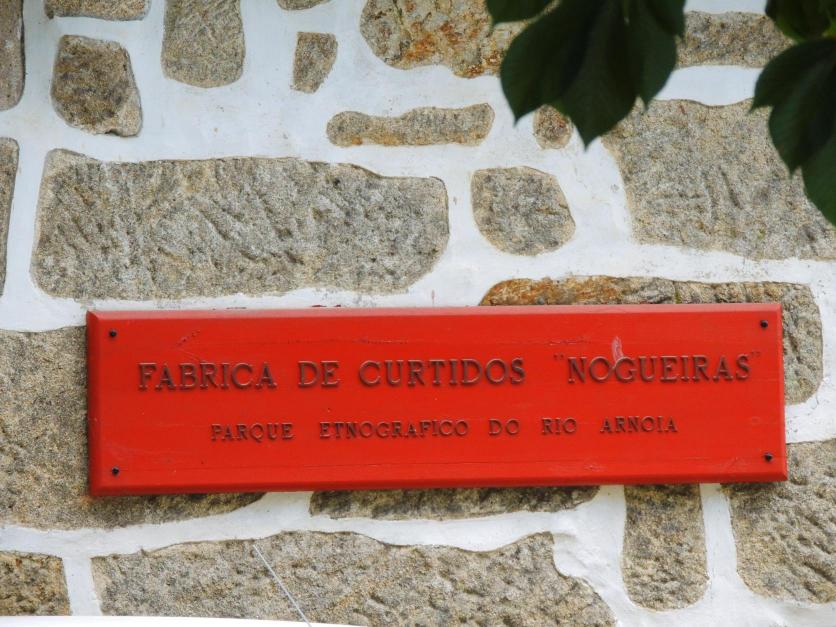 FABRICA DE CURTIDOS "NOGUEIRAS"
PARQUE ETNOGRAFICO DO RIO ARNOIA